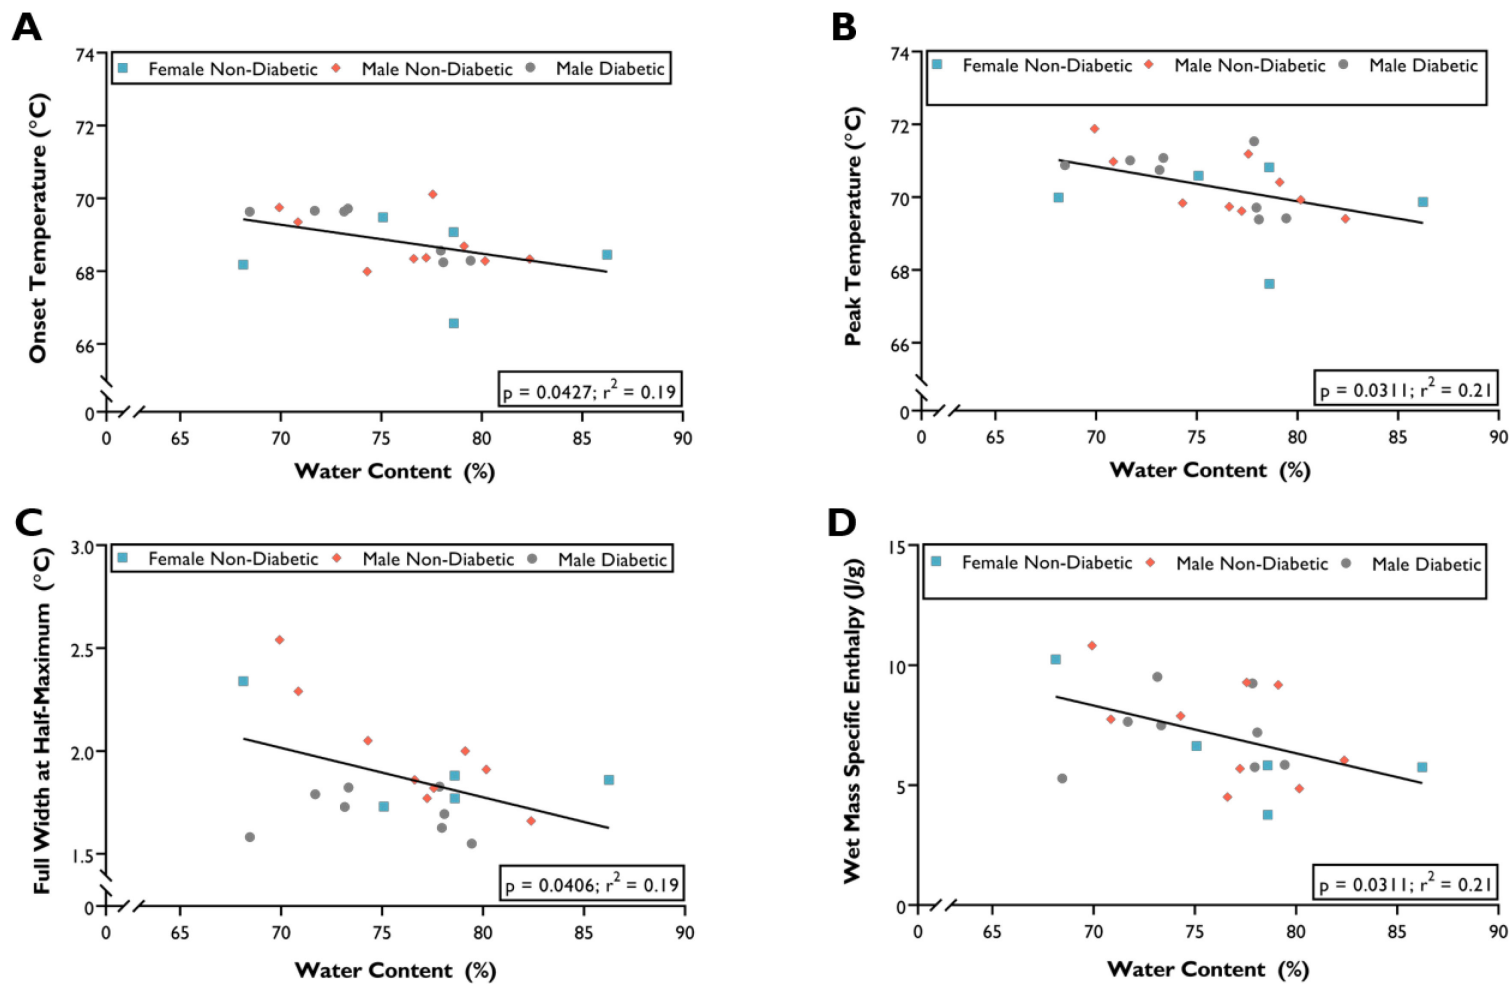 A
74
Female Non-Diabetic Male Non-Diabetic Male Diabetic
72
70
68
66
0
Onset Temperature (°C)
p = 0.0427; r² = 0.19
0 65 70 75 80 85 90
Water Content (%)
B
74
Female Non-Diabetic Male Non-Diabetic Male Diabetic
72
70
68
66
0
Peak Temperature (°C)
p = 0.0311; r² = 0.21
0 65 70 75 80 85 90
Water Content (%)
C
3.0
Female Non-Diabetic Male Non-Diabetic Male Diabetic
2.5
2.0
1.5
0
Full Width at Half-Maximum (°C)
p = 0.0406; r² = 0.19
0 65 70 75 80 85 90
Water Content (%)
D
15
Female Non-Diabetic Male Non-Diabetic Male Diabetic
10
5
0
Wet Mass Specific Enthalpy (J/g)
p = 0.0311; r² = 0.21
0 65 70 75 80 85 90
Water Content (%)